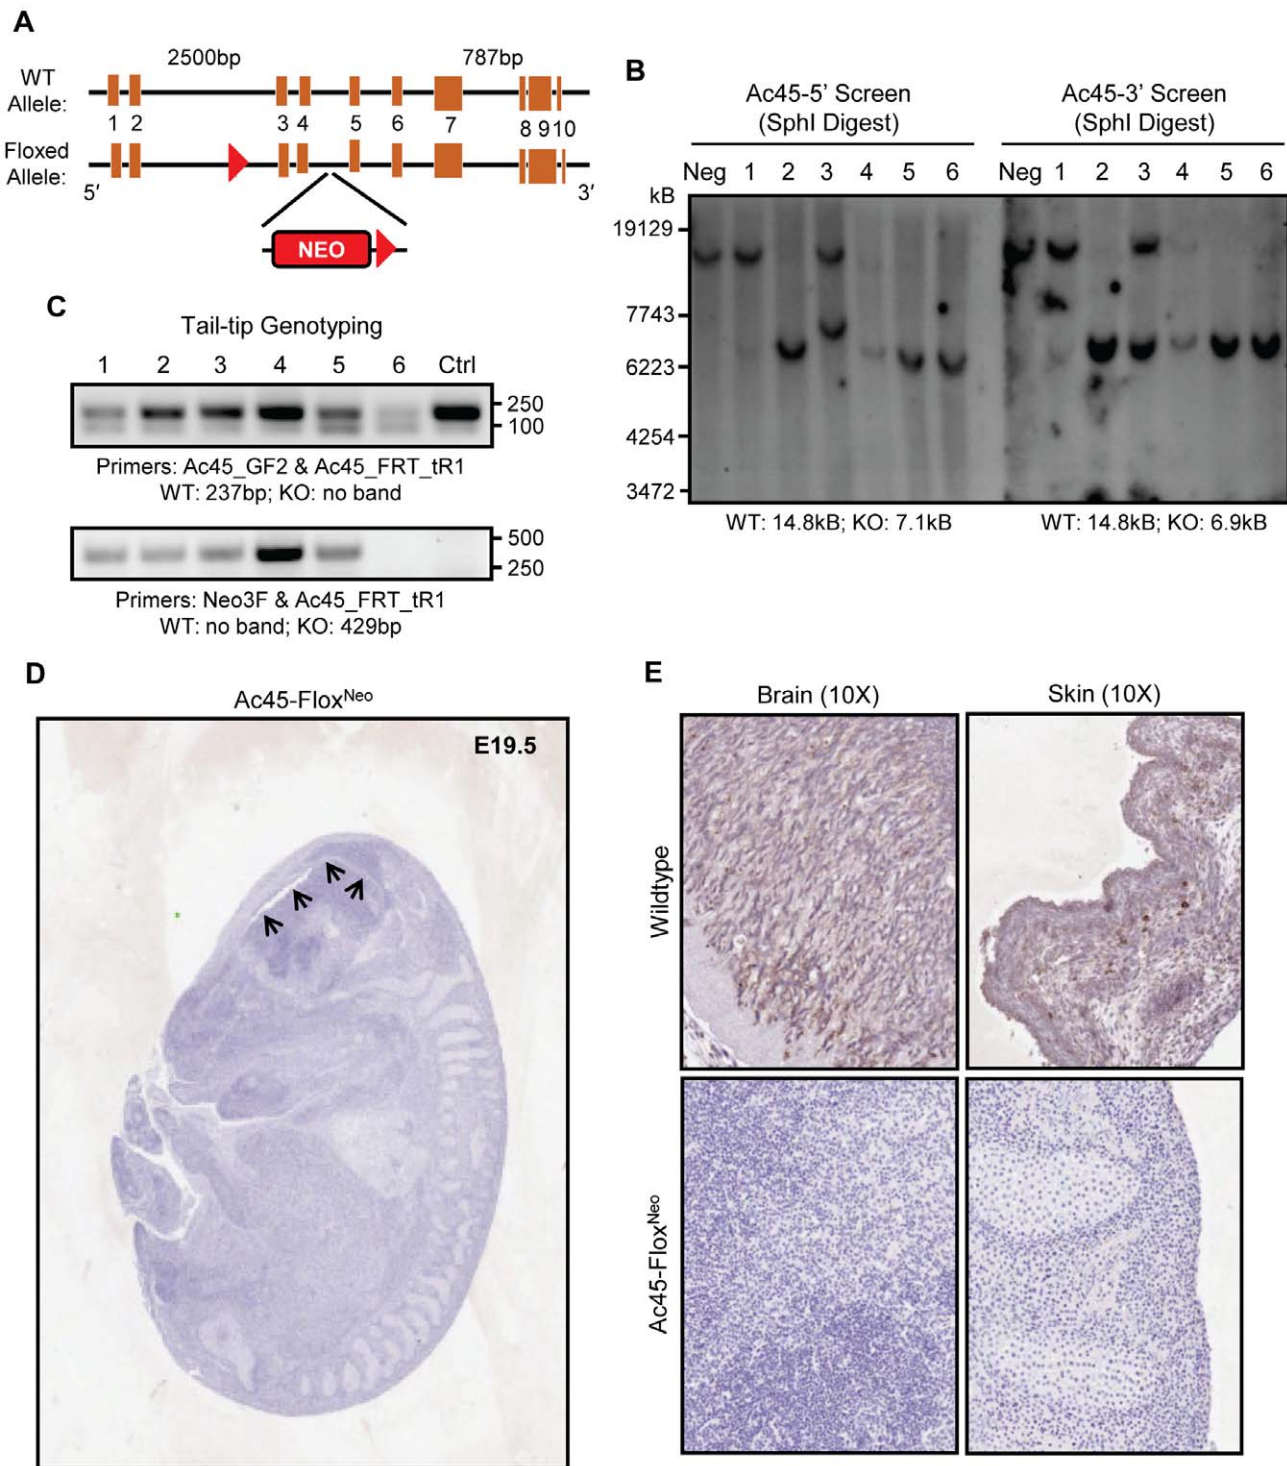 A
2500bp
787bp
WT
Allele:
1 2 3 4 5 6 7 8 9 10
Floxed
Allele:
5′
3′
NEO
B
Ac45-5’ Screen
(SphI Digest)
Ac45-3’ Screen
(SphI Digest)
Neg 1 2 3 4 5 6
Neg 1 2 3 4 5 6
kB
19129
7743
6223
4254
3472
WT: 14.8kB; KO: 7.1kB
WT: 14.8kB; KO: 6.9kB
C
Tail-tip Genotyping
1 2 3 4 5 6 Ctrl
250
100
Primers: Ac45_GF2 & Ac45_FRT_tR1
WT: 237bp; KO: no band
500
250
Primers: Neo3F & Ac45_FRT_tR1
WT: no band; KO: 429bp
D
Ac45-FloxNeo
E19.5
E
Brain (10X)
Skin (10X)
Wildtype
Ac45-FloxNeo